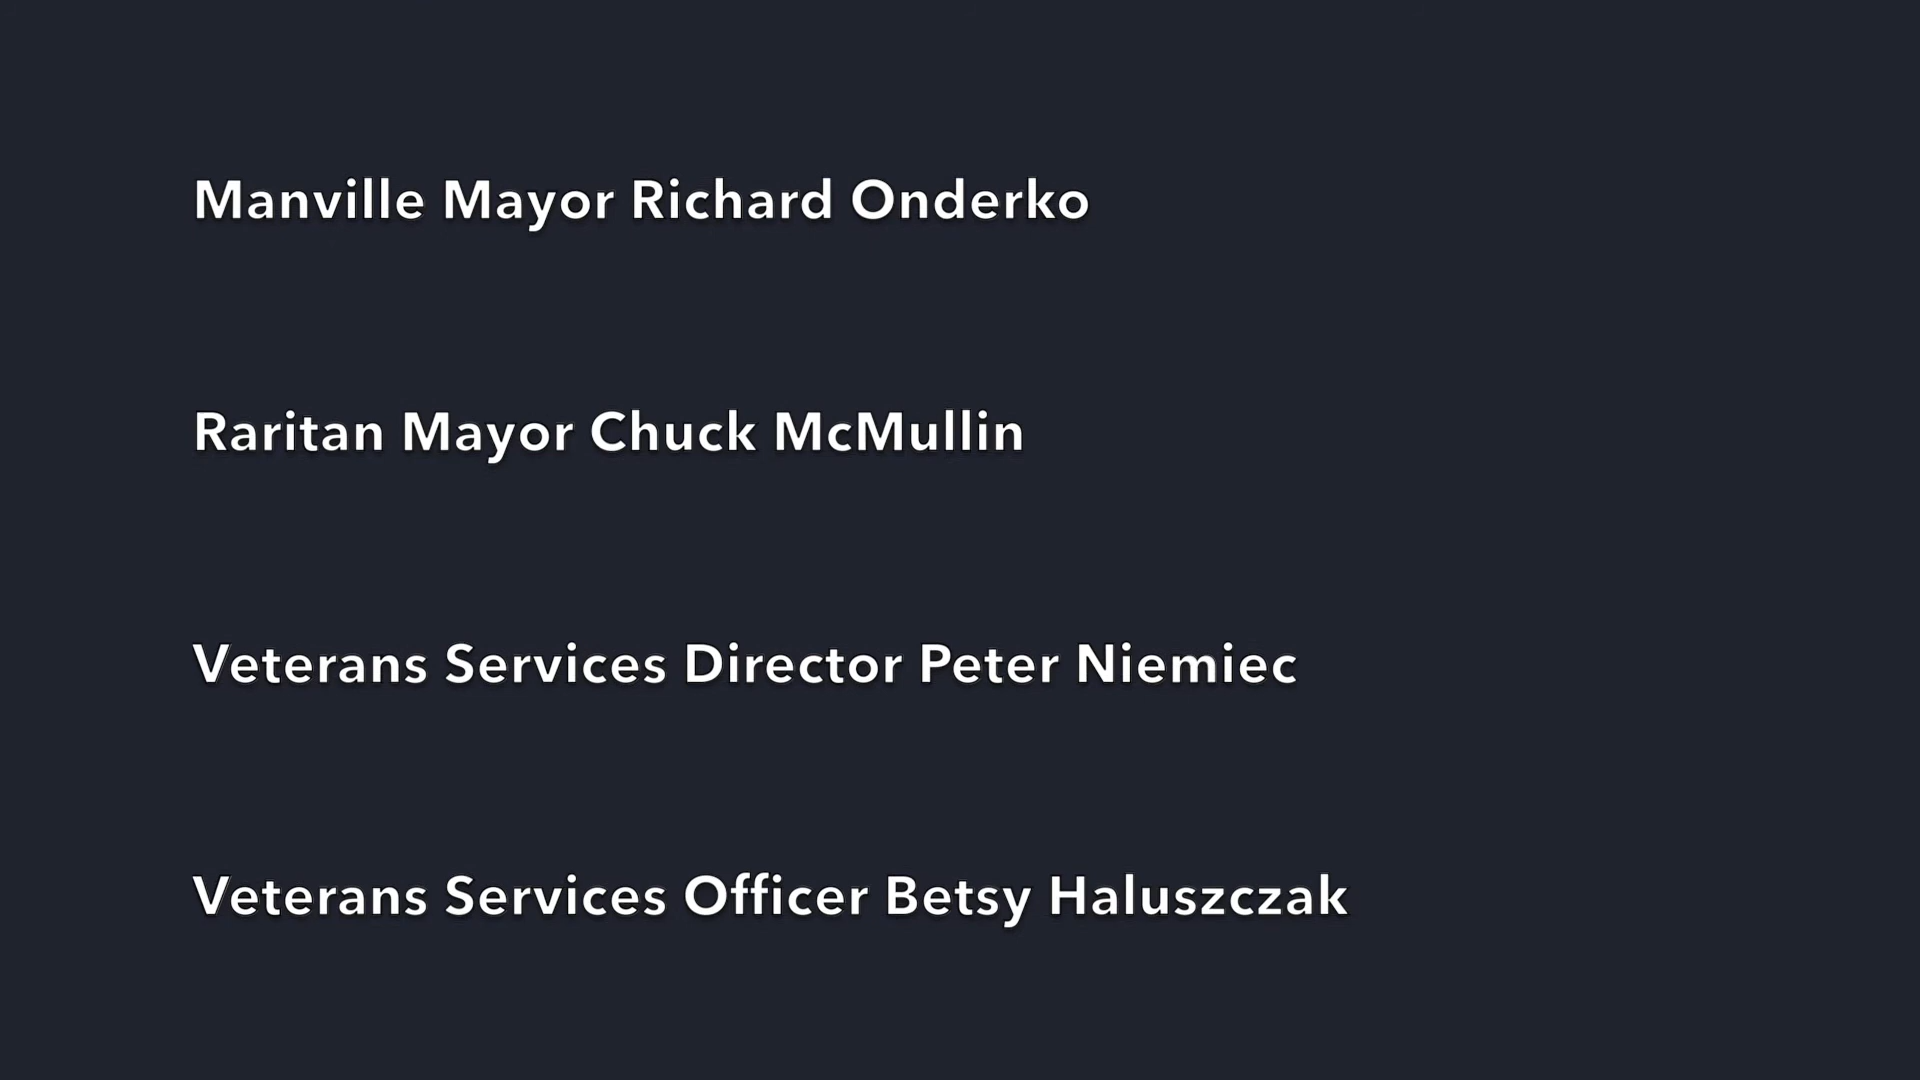 Manville Mayor Richard Onderko
Raritan Mayor Chuck McMullin
Veterans Services Director Peter Niemiec
Veterans Services Officer Betsy Haluszczak